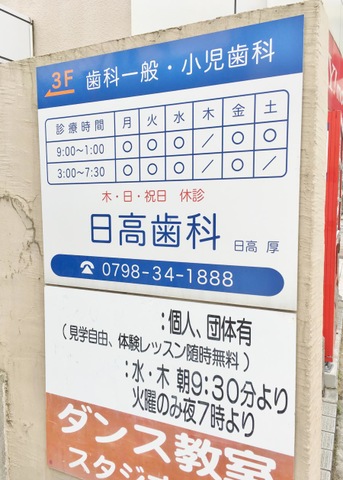 3F 歯科一般・小児歯科
診療時間 月 火 水 木 金 土
9:00～1:00 ○ ○ ○ / ○ ○
3:00～7:30 ○ ○ ○ / ○ ○
木・日・祝日 休診
日高歯科 日高 厚
☎ 0798-34-1888
：個人、団体有
（見学自由、体験レッスン随時無料）
：水・木 朝9：30分より
火曜のみ夜7時より
ダンス教室
スタジオ